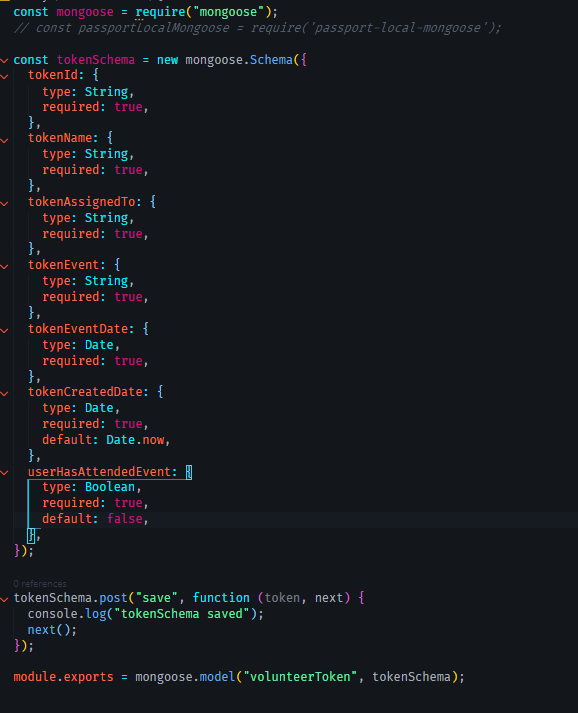 const mongoose = require("mongoose");
// const passportLocalMongoose = require('passport-local-mongoose');
const tokenSchema = new mongoose.Schema({
tokenId: {
type: String,
required: true,
},
tokenName: {
type: String,
required: true,
},
tokenAssignedTo: {
type: String,
required: true,
},
tokenEvent: {
type: String,
required: true,
},
tokenEventDate: {
type: Date,
required: true,
},
tokenCreatedDate: {
type: Date,
required: true,
default: Date.now,
},
userHasAttendedEvent: {
type: Boolean,
required: true,
default: false,
},
});
0 references
tokenSchema.post("save", function (token, next) {
console.log("tokenSchema saved");
next();
});
module.exports = mongoose.model("volunteerToken", tokenSchema);